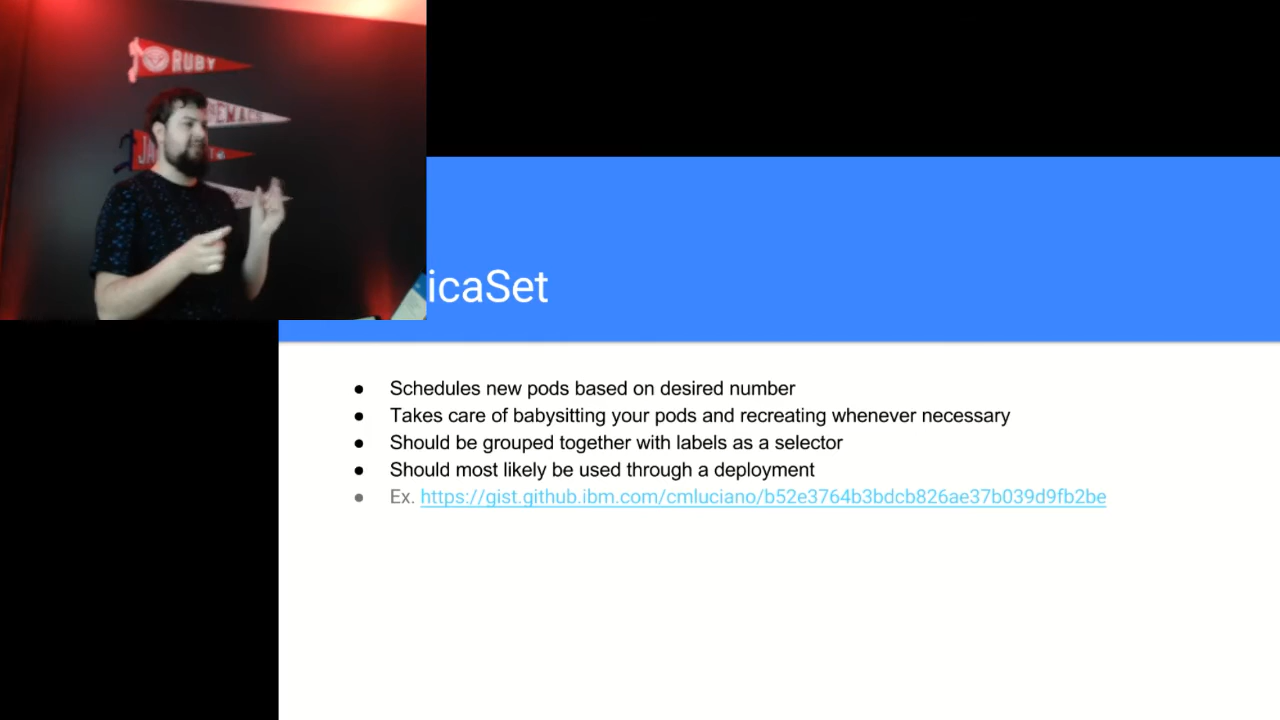 RUBY
EMACS
JA
icaSet
● Schedules new pods based on desired number
● Takes care of babysitting your pods and recreating whenever necessary
● Should be grouped together with labels as a selector
● Should most likely be used through a deployment
● Ex. https://gist.github.ibm.com/cmluciano/b52e3764b3bdcb826ae37b039d9fb2be